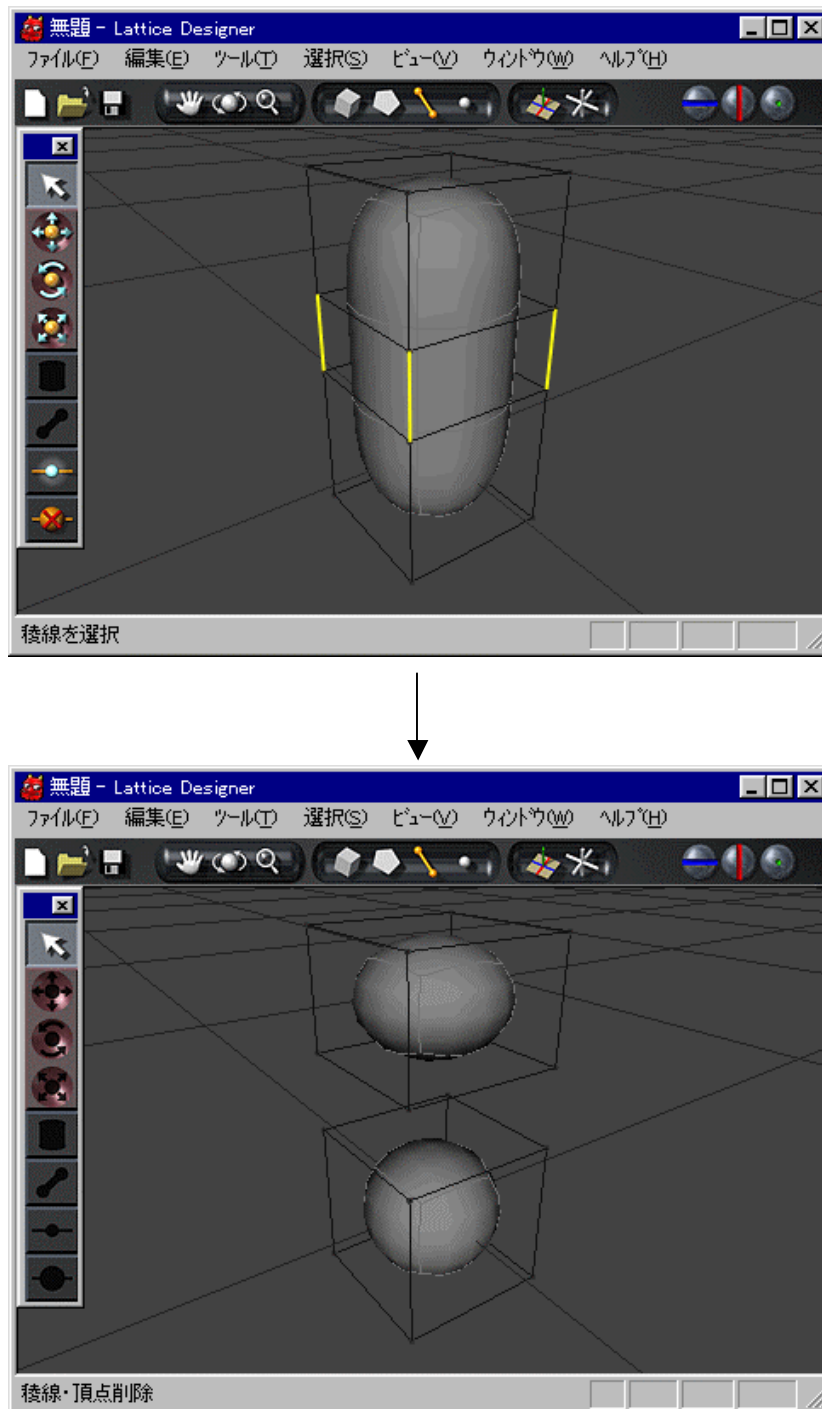 無題 - Lattice Designer
ファイル(F) 編集(E) ツール(T) 選択(S) ビュー(V) ウィンドウ(W) ヘルプ(H)
稜線を選択
無題 - Lattice Designer
ファイル(F) 編集(E) ツール(T) 選択(S) ビュー(V) ウィンドウ(W) ヘルプ(H)
稜線・頂点削除